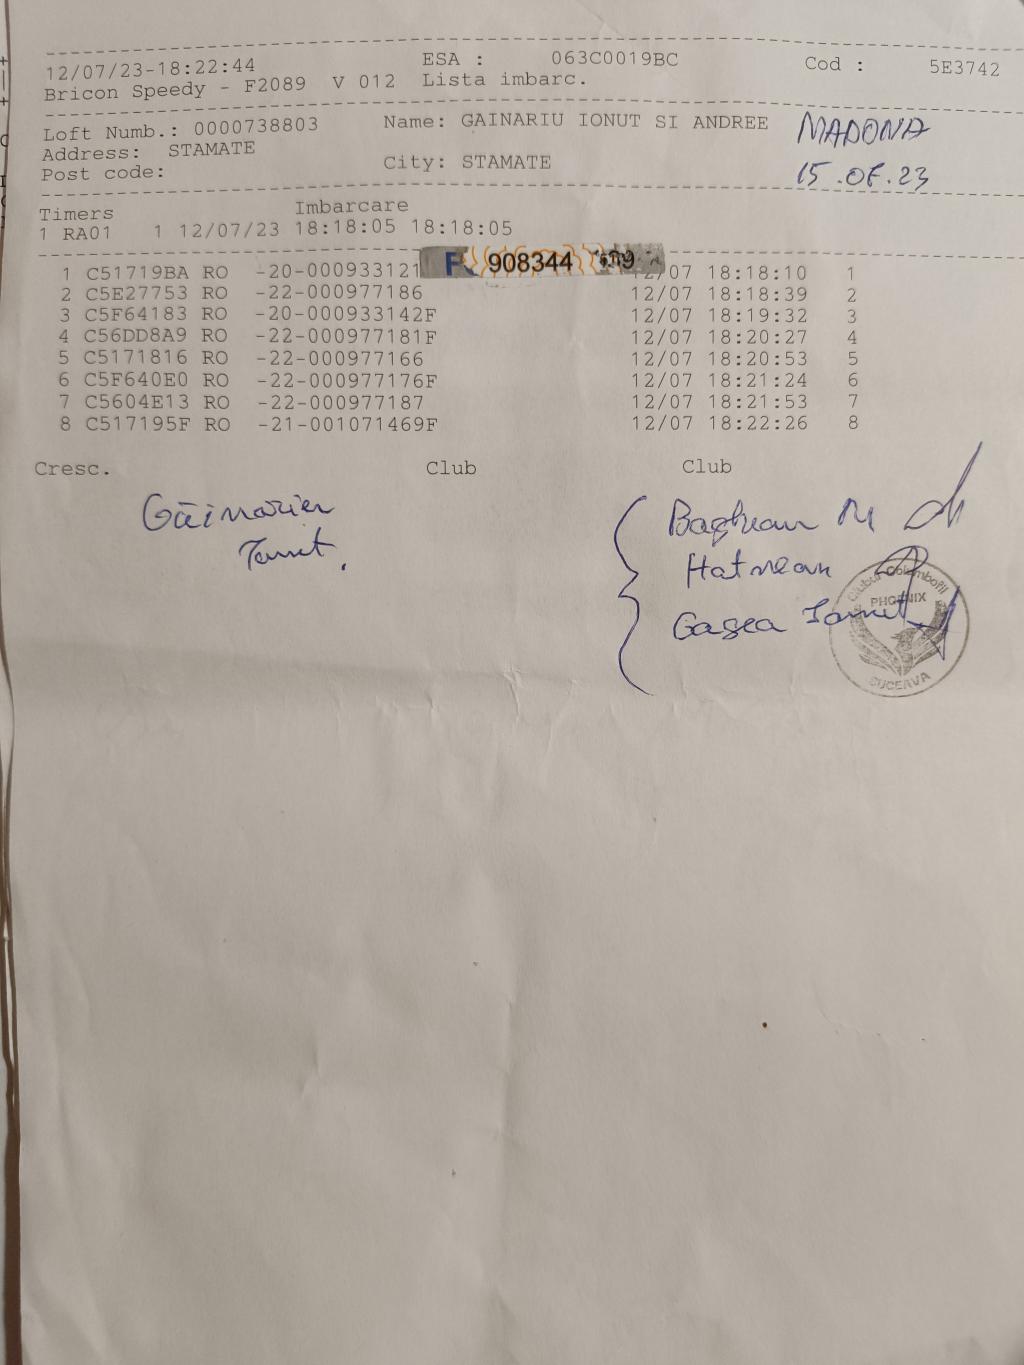 12/07/23-18:22:44 ESA : 063C0019BC Cod : 5E3742
Bricon Speedy - F2089 V 012 Lista imbarc.
Loft Numb.: 0000738803 Name: GAINARIU IONUT SI ANDREE MADONA
Address: STAMATE
Post code: City: STAMATE 15.07.23
Timers Imbarcare
1 RA01 1 12/07/23 18:18:05 18:18:05
908344
1 C51719BA RO -20-000933121 12/07 18:18:10 1
2 C5E27753 RO -22-000977186 12/07 18:18:39 2
3 C5F64183 RO -20-000933142F 12/07 18:19:32 3
4 C56DD8A9 RO -22-000977181F 12/07 18:20:27 4
5 C5171816 RO -22-000977166 12/07 18:20:53 5
6 C5F640E0 RO -22-000977176F 12/07 18:21:24 6
7 C5604E13 RO -22-000977187 12/07 18:21:53 7
8 C517195F RO -21-001071469F 12/07 18:22:26 8
Cresc. Club Club
Hatnean
Gasca Ionut
Clubul Columbofil
PHOENIX
SUCEAVA